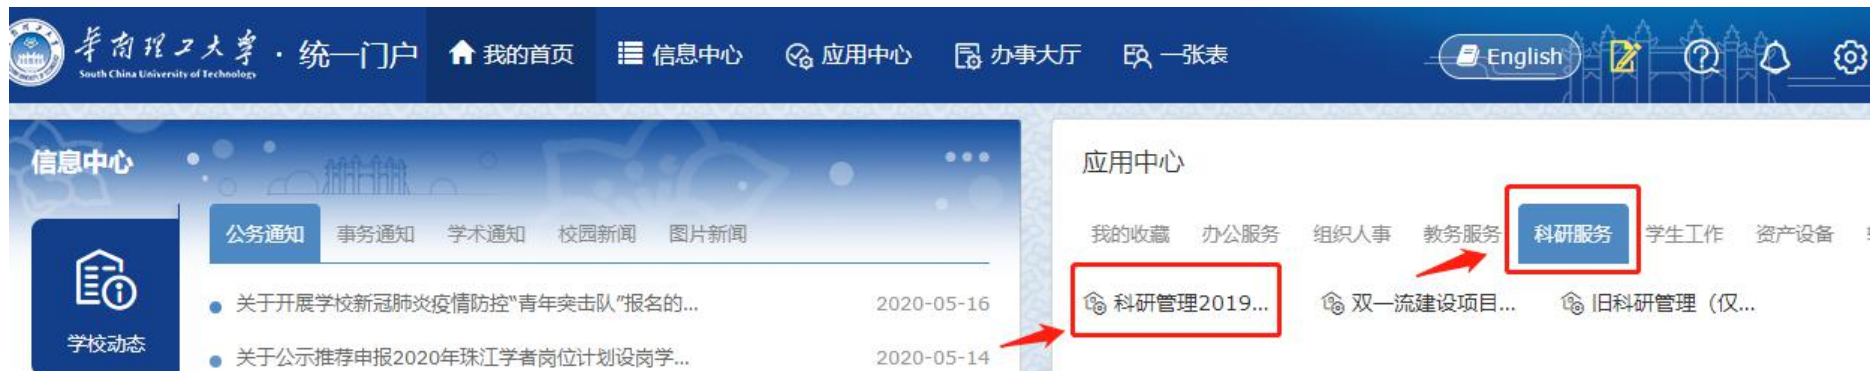 華南理工大學 · 统一门户 我的首页 信息中心 应用中心 办事大厅 一张表 English
South China University of Technology
信息中心
应用中心
公务通知 事务通知 学术通知 校园新闻 图片新闻
我的收藏 办公服务 组织人事 教务服务 科研服务 学生工作 资产设备
关于开展学校新冠肺炎疫情防控“青年突击队”报名的... 2020-05-16
科研管理2019... 双一流建设项目... 旧科研管理（仅...
学校动态
关于公示推荐申报2020年珠江学者岗位计划设岗学... 2020-05-14